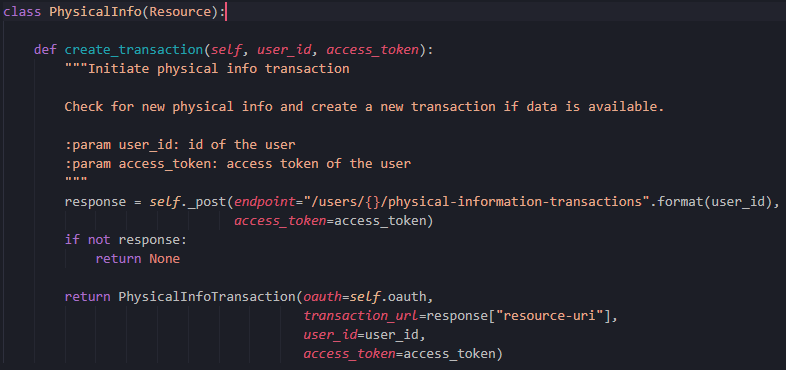 class PhysicalInfo(Resource):
def create_transaction(self, user_id, access_token):
"""Initiate physical info transaction
Check for new physical info and create a new transaction if data is available.
:param user_id: id of the user
:param access_token: access token of the user
"""
response = self._post(endpoint="/users/{}/physical-information-transactions".format(user_id),
access_token=access_token)
if not response:
return None
return PhysicalInfoTransaction(oauth=self.oauth,
transaction_url=response["resource-uri"],
user_id=user_id,
access_token=access_token)